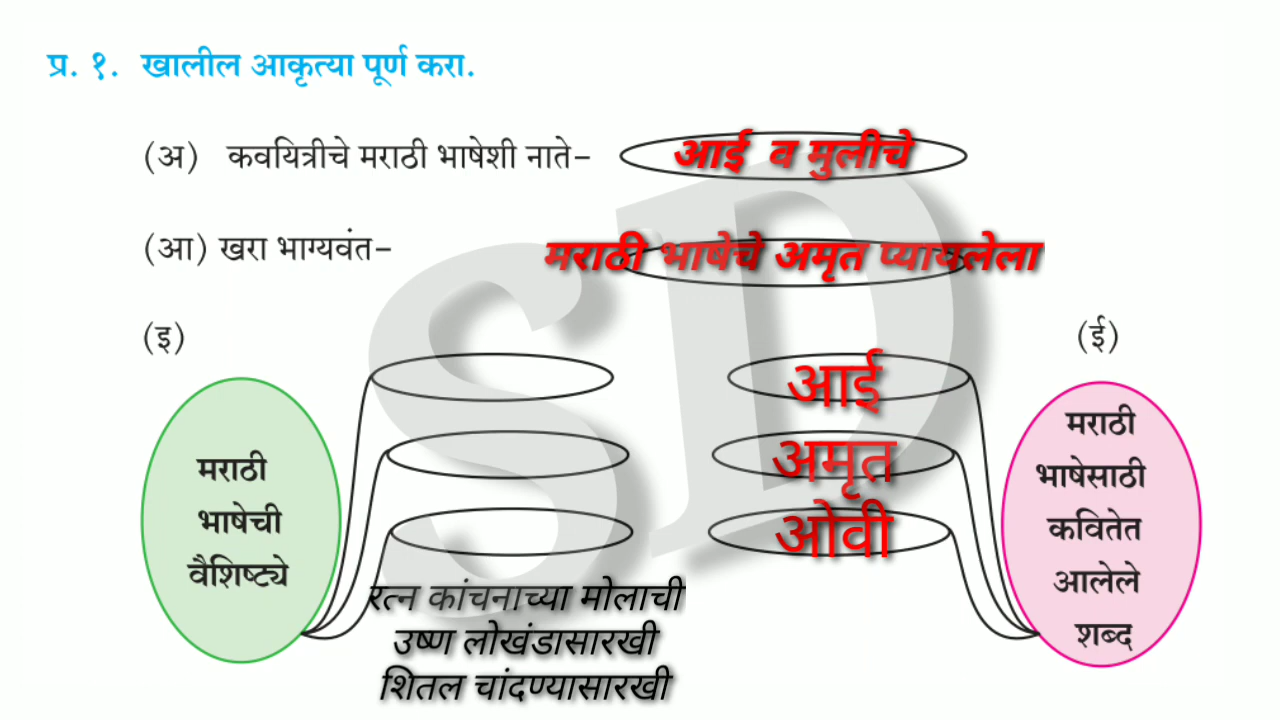 प्र. १. खालील आकृत्या पूर्ण करा.
(अ) कवयित्रीचे मराठी भाषेशी नाते– आई व मुलीचे
(आ) खरा भाग्यवंत– मराठी भाषेचे अमृत प्यायलेला
(इ)
मराठी
भाषेची
वैशिष्ट्ये
रत्न कांचनाच्या मोलाची
उष्ण लोखंडासारखी
शितल चांदण्यासारखी
(ई)
आई
अमृत
ओवी
मराठी
भाषेसाठी
कवितेत
आलेले
शब्द
SD